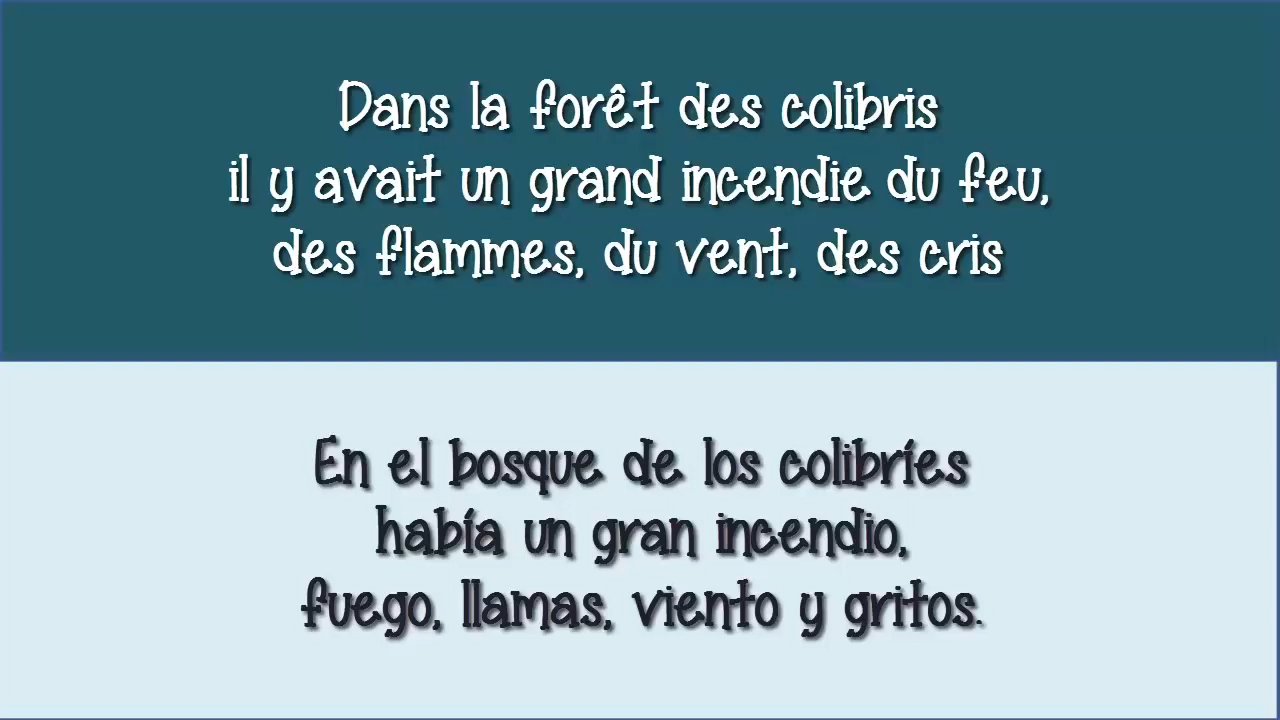 Dans la forêt des colibris
il y avait un grand incendie du feu,
des flammes, du vent, des cris
En el bosque de los colibríes
había un gran incendio,
fuego, llamas, viento y gritos.